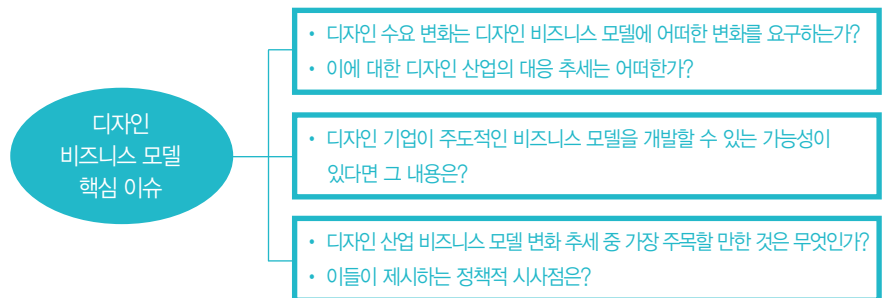 디자인
비즈니스 모델
핵심 이슈
• 디자인 수요 변화는 디자인 비즈니스 모델에 어떠한 변화를 요구하는가?
• 이에 대한 디자인 산업의 대응 추세는 어떠한가?
• 디자인 기업이 주도적인 비즈니스 모델을 개발할 수 있는 가능성이
있다면 그 내용은?
• 디자인 산업 비즈니스 모델 변화 추세 중 가장 주목할 만한 것은 무엇인가?
• 이들이 제시하는 정책적 시사점은?